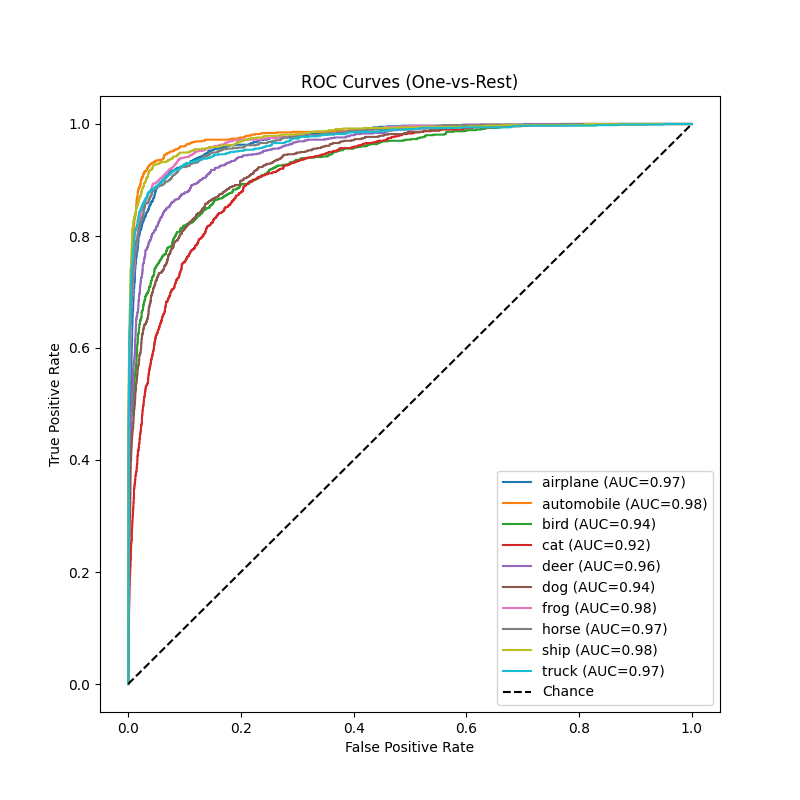 ROC Curves (One-vs-Rest)
True Positive Rate
1.0
0.8
0.6
0.4
0.2
0.0
airplane (AUC=0.97)
automobile (AUC=0.98)
bird (AUC=0.94)
cat (AUC=0.92)
deer (AUC=0.96)
dog (AUC=0.94)
frog (AUC=0.98)
horse (AUC=0.97)
ship (AUC=0.98)
truck (AUC=0.97)
Chance
0.0 0.2 0.4 0.6 0.8 1.0
False Positive Rate